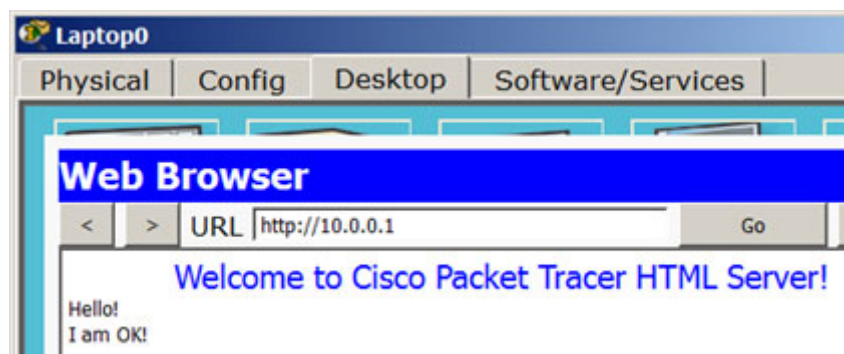 Laptop0
Physical Config Desktop Software/Services
Web Browser
< > URL http://10.0.0.1 Go
Welcome to Cisco Packet Tracer HTML Server!
Hello!
I am OK!